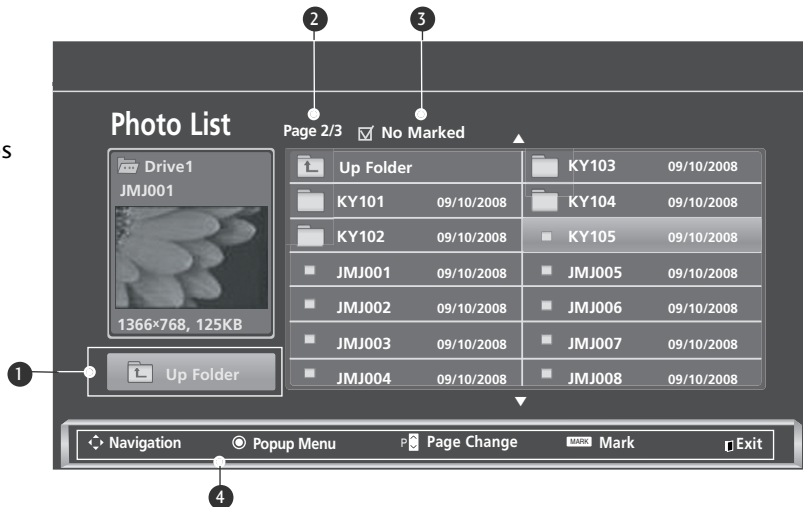 2 3
Photo List
Page 2/3 No Marked
s
Drive1
JMJ001
1366×768, 125KB
1
Up Folder
Up Folder
KY101 09/10/2008
KY102 09/10/2008
JMJ001 09/10/2008
JMJ002 09/10/2008
JMJ003 09/10/2008
JMJ004 09/10/2008
KY103 09/10/2008
KY104 09/10/2008
KY105 09/10/2008
JMJ005 09/10/2008
JMJ006 09/10/2008
JMJ007 09/10/2008
JMJ008 09/10/2008
Navigation Popup Menu P Page Change MARK Mark Exit
4